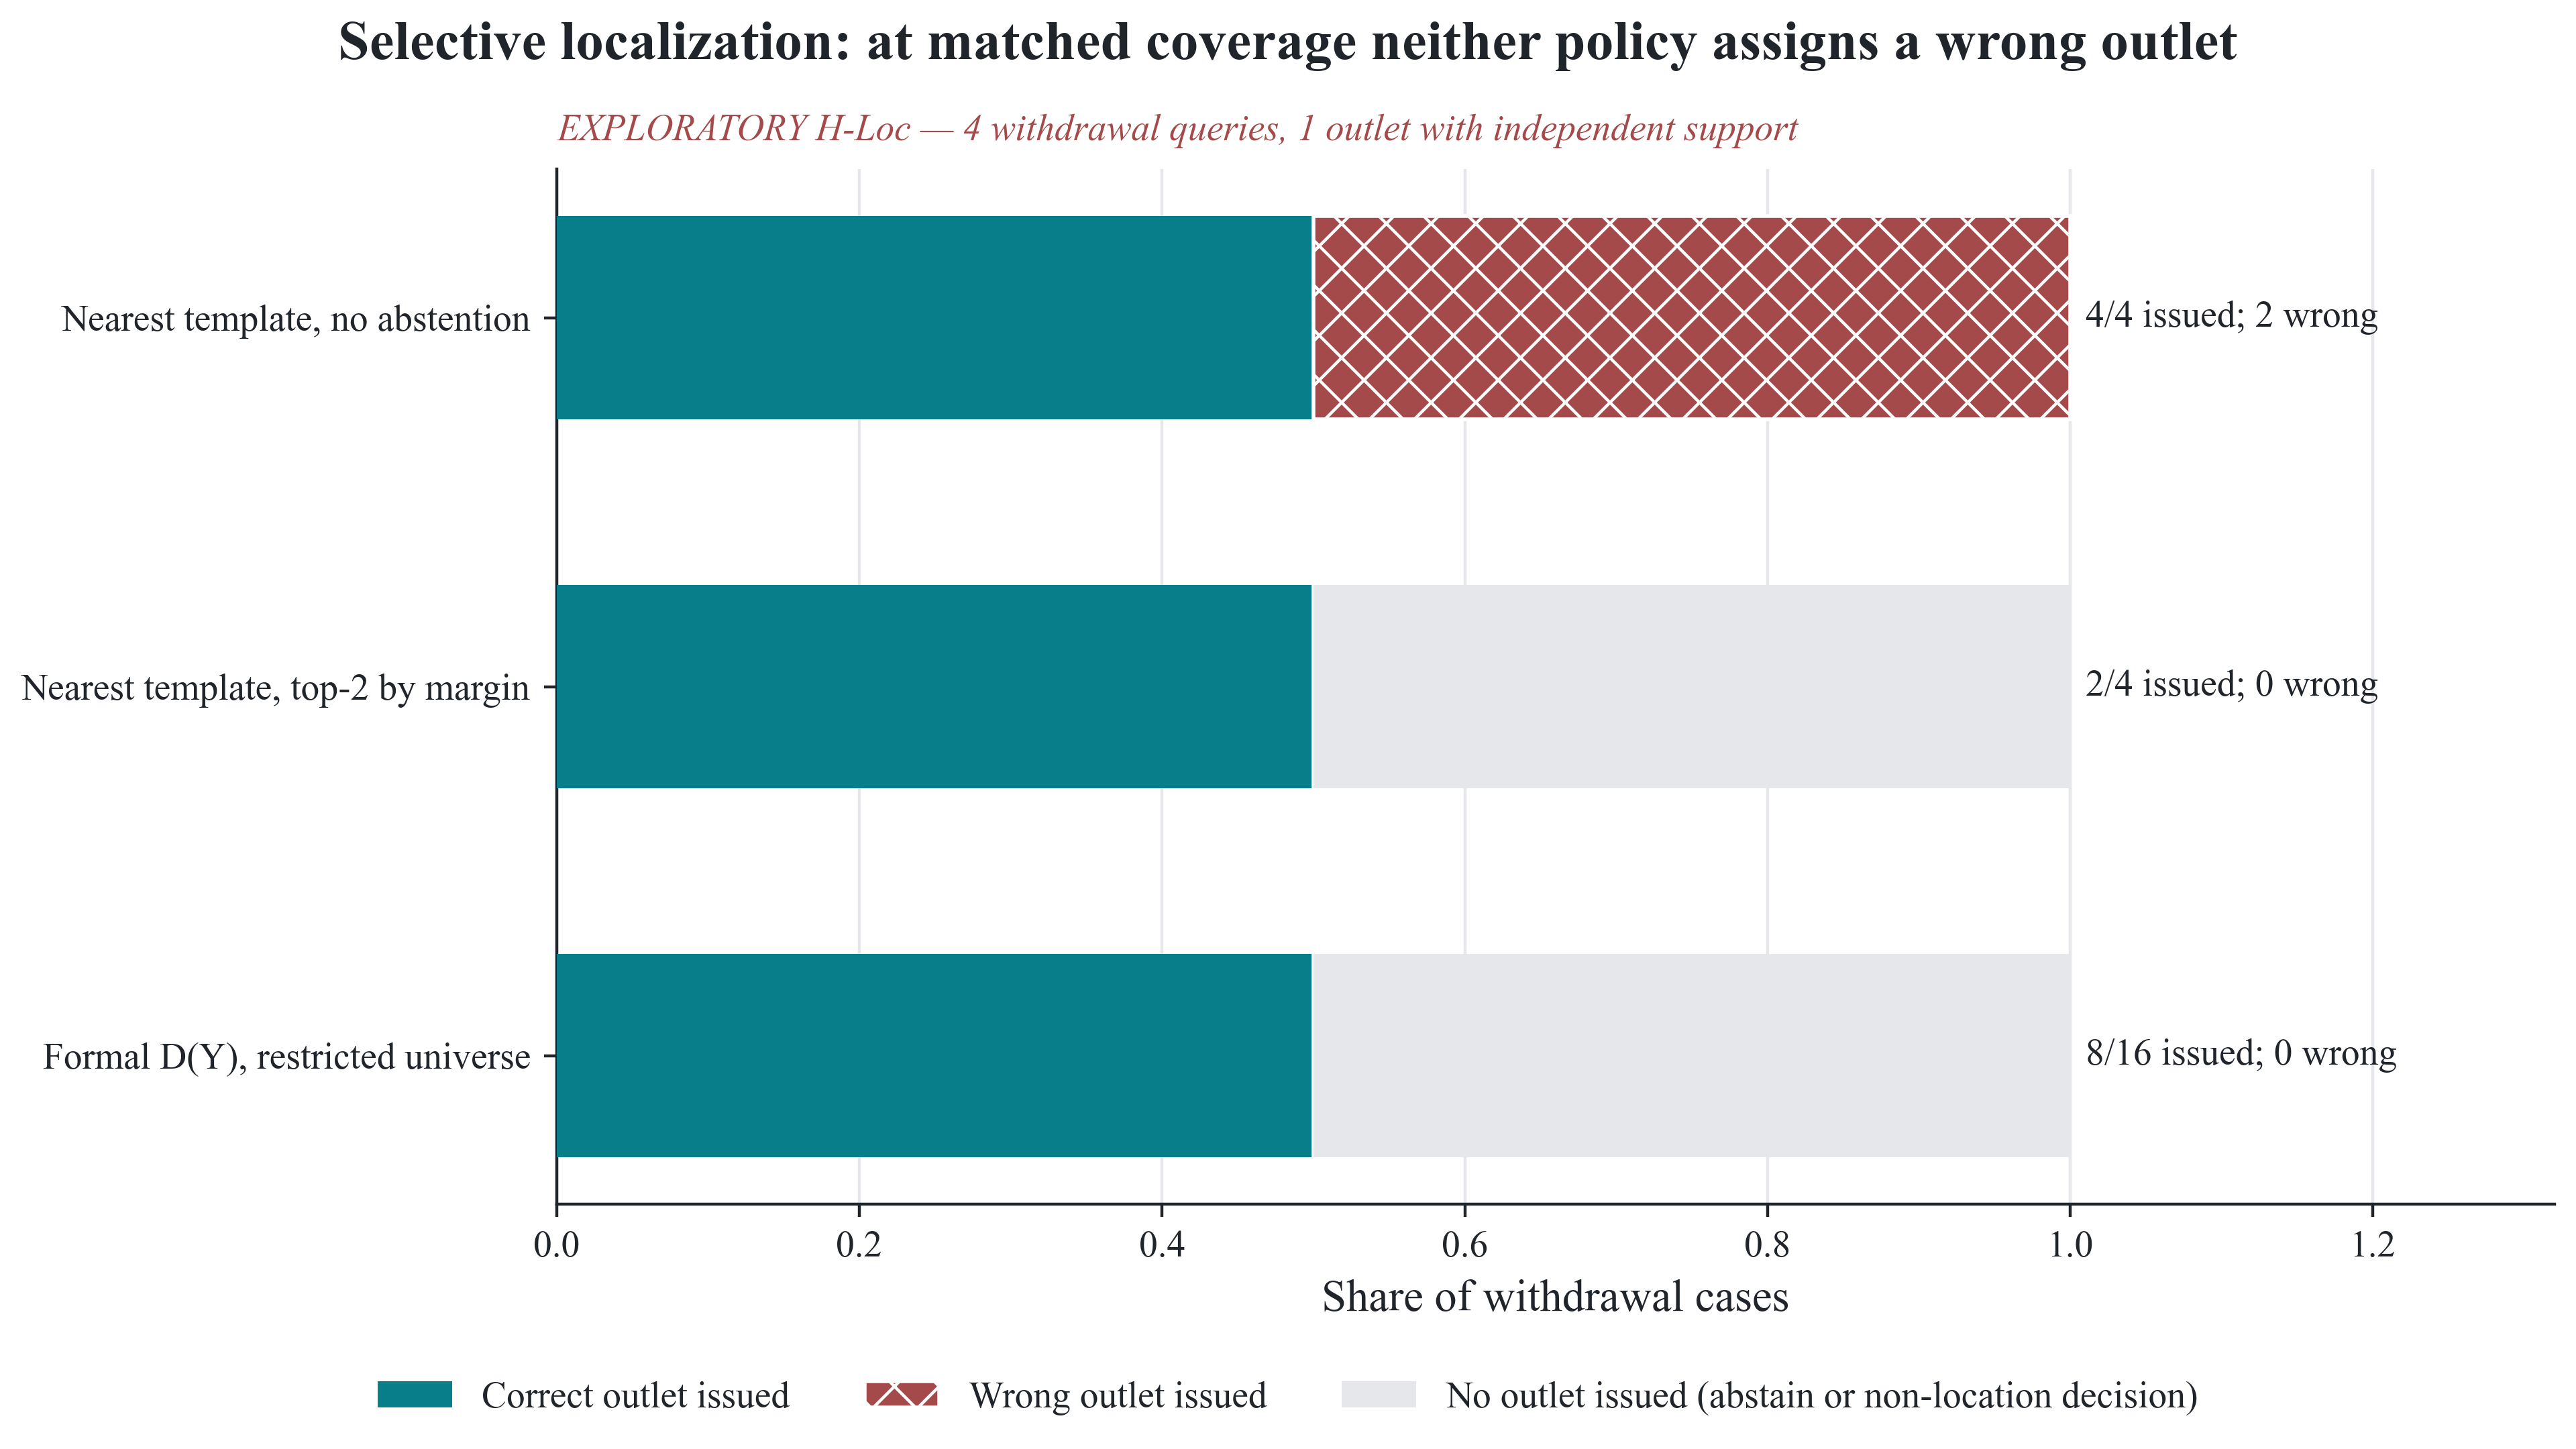 Selective localization: at matched coverage neither policy assigns a wrong outlet
EXPLORATORY H-Loc — 4 withdrawal queries, 1 outlet with independent support
Nearest template, no abstention
4/4 issued; 2 wrong
Nearest template, top-2 by margin
2/4 issued; 0 wrong
Formal D(Y), restricted universe
8/16 issued; 0 wrong
0.0 0.2 0.4 0.6 0.8 1.0 1.2
Share of withdrawal cases
Correct outlet issued Wrong outlet issued No outlet issued (abstain or non-location decision)